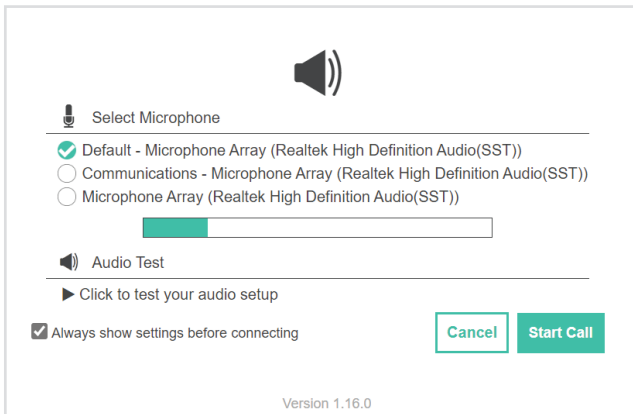 Select Microphone
Default - Microphone Array (Realtek High Definition Audio(SST))
Communications - Microphone Array (Realtek High Definition Audio(SST))
Microphone Array (Realtek High Definition Audio(SST))
Audio Test
Click to test your audio setup
Always show settings before connecting
Cancel
Start Call
Version 1.16.0